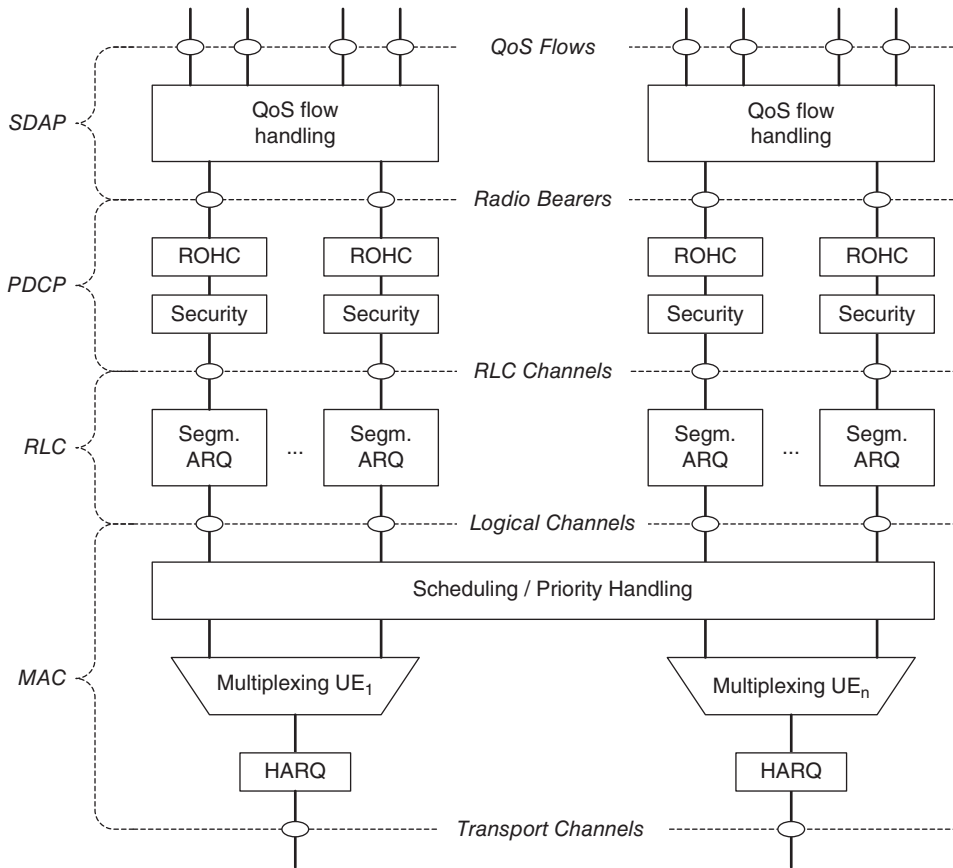 QoS Flows
SDAP
QoS flow
handling
QoS flow
handling
Radio Bearers
PDCP
ROHC
ROHC
ROHC
ROHC
Security
Security
Security
Security
RLC Channels
RLC
Segm.
ARQ
...
Segm.
ARQ
Segm.
ARQ
...
Segm.
ARQ
Logical Channels
MAC
Scheduling / Priority Handling
Multiplexing UE1
Multiplexing UEn
HARQ
HARQ
Transport Channels